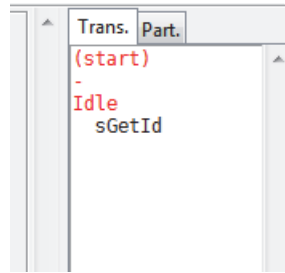 Trans. Part.
(start)
-
Idle
sGetId